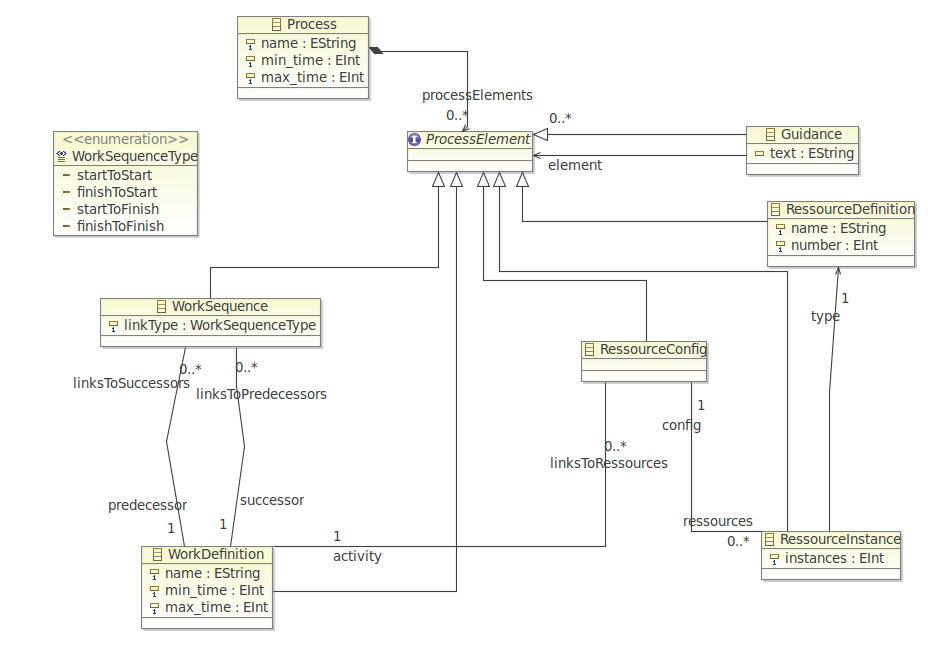 Process
name : EString
min_time : EInt
max_time : EInt
processElements
0..*
0..*
<<enumeration>>
WorkSequenceType
startToStart
finishToStart
startToFinish
finishToFinish
I ProcessElement
Guidance
text : EString
element
RessourceDefinition
name : EString
number : EInt
1
type
WorkSequence
linkType : WorkSequenceType
RessourceConfig
0..*
0..*
linksToSuccessors
linksToPredecessors
1
config
0..*
linksToRessources
predecessor
successor
1
1
ressources
0..*
1
activity
WorkDefinition
name : EString
min_time : EInt
max_time : EInt
RessourceInstance
instances : EInt